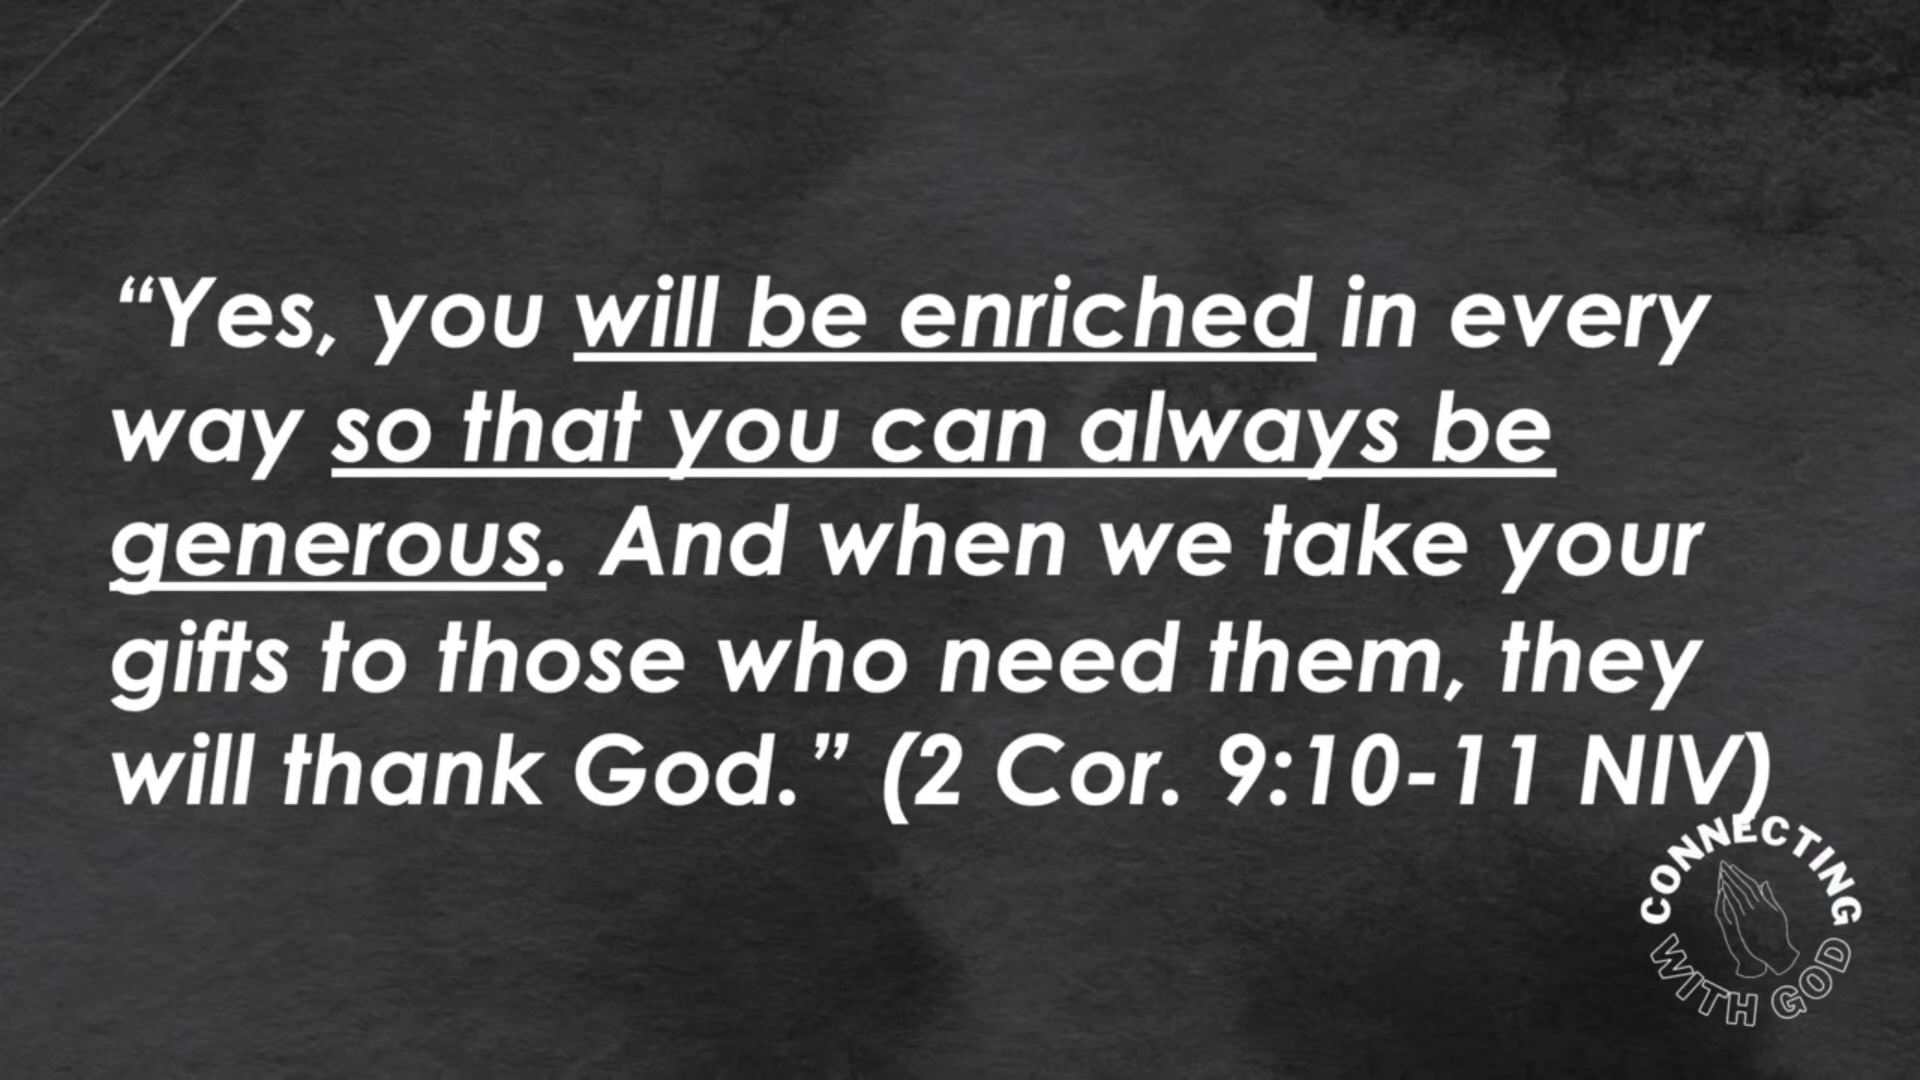 “Yes, you will be enriched in every
way so that you can always be
generous. And when we take your
gifts to those who need them, they
will thank God.” (2 Cor. 9:10-11 NIV)
CONNECTING
WITH GOD